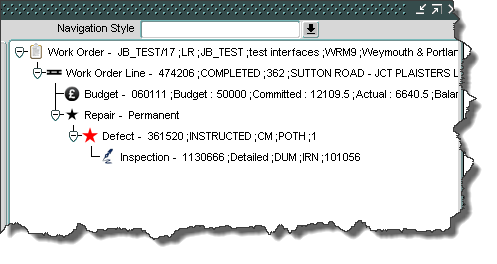 Navigation Style
Work Order - JB_TEST/17 ;LR ;JB_TEST ;test interfaces ;WRM9 ;Weymouth & Portlan
Work Order Line - 474206 ;COMPLETED ;362 ;SUTTON ROAD - JCT PLAISTERS L
£ Budget - 060111 ;Budget : 50000 ;Committed : 12109.5 ;Actual : 6640.5 ;Balan
Repair - Permanent
Defect - 361520 ;INSTRUCTED ;CM ;POTH ;1
Inspection - 1130666 ;Detailed ;DUM ;IRN ;101056